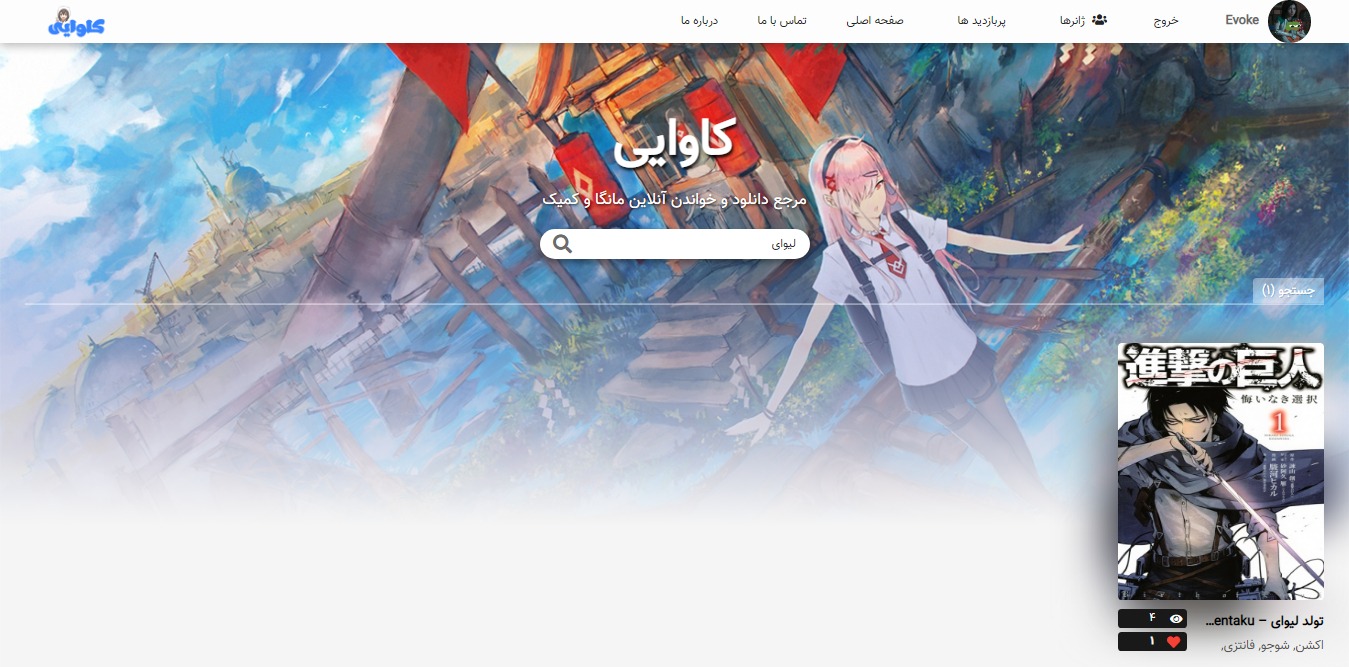 Evoke
خروج
ژانرها
پربازدید ها
صفحه اصلی
تماس با ما
درباره ما
کاوایی
کاوایی
مرجع دانلود و خواندن آنلاین مانگا و کمیک
لیوای
جستجو (۱)
進撃の巨人
悔いなき選択
1
تولد لیوای – entaku...
۴
اکشن, شوجو, فانتزی,
۱